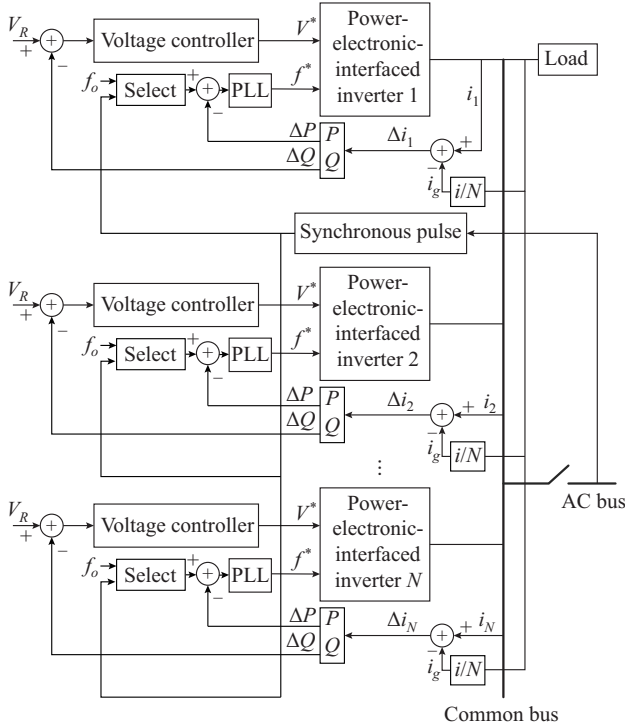 V_R
+
−
+
Voltage controller
V*
Power-
electronic-
interfaced
inverter 1
Load
f_o
Select
+
+
−
PLL
f*
i_1
ΔP
ΔQ
P
Q
Δi_1
+
+
−
i_g
i/N
Synchronous pulse
V_R
+
−
+
Voltage controller
V*
Power-
electronic-
interfaced
inverter 2
f_o
Select
+
+
−
PLL
f*
ΔP
ΔQ
P
Q
Δi_2
+
+
i_2
−
i_g
i/N
⋮
AC bus
V_R
+
−
+
Voltage controller
V*
Power-
electronic-
interfaced
inverter N
f_o
Select
+
+
−
PLL
f*
ΔP
ΔQ
P
Q
Δi_N
+
+
i_N
−
i_g
i/N
Common bus